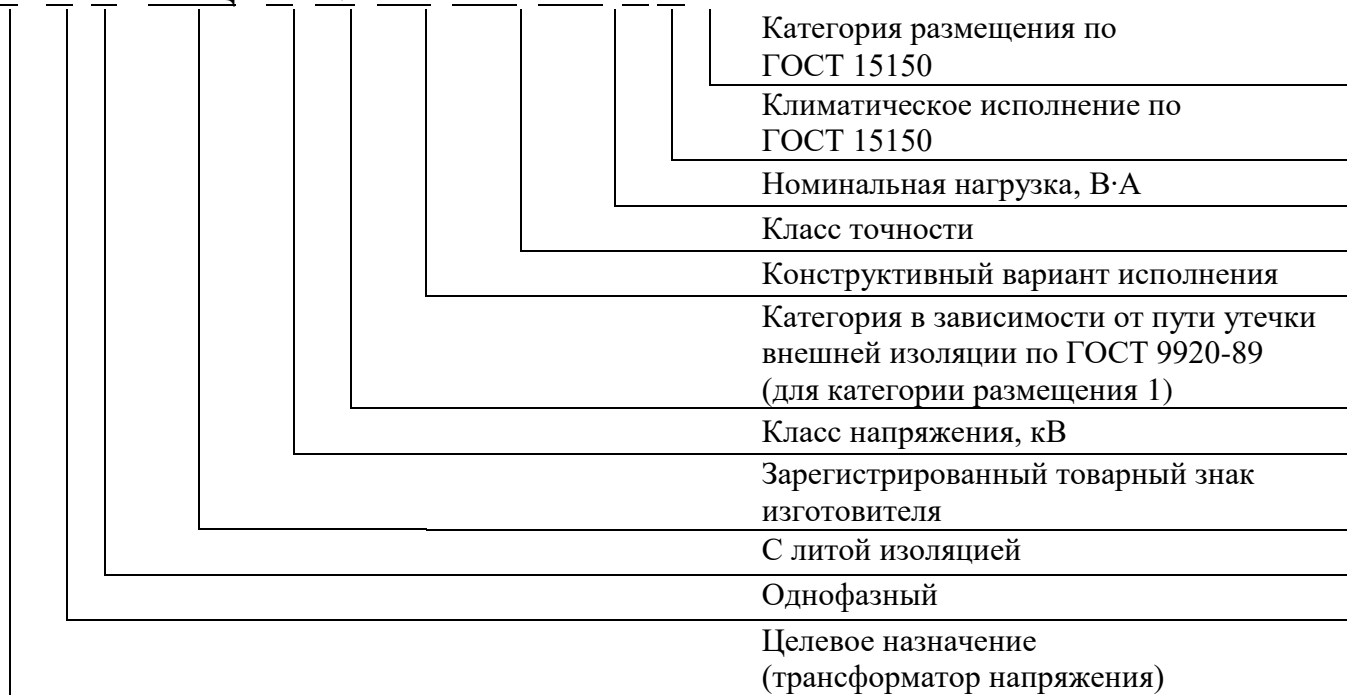 Категория размещения по
ГОСТ 15150
Климатическое исполнение по
ГОСТ 15150
Номинальная нагрузка, В·А
Класс точности
Конструктивный вариант исполнения
Категория в зависимости от пути утечки
внешней изоляции по ГОСТ 9920-89
(для категории размещения 1)
Класс напряжения, кВ
Зарегистрированный товарный знак
изготовителя
С литой изоляцией
Однофазный
Целевое назначение
(трансформатор напряжения)